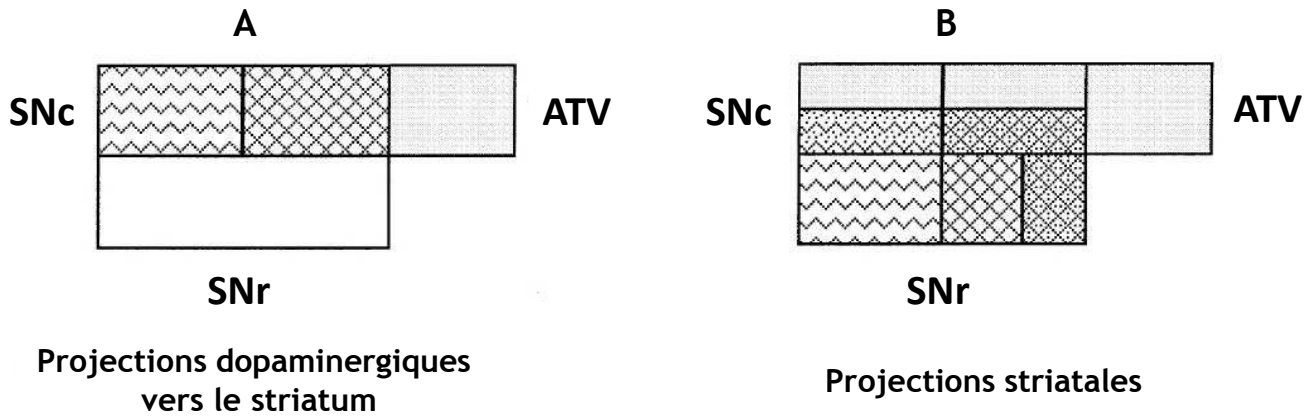 A
B
SNc
ATV
SNc
ATV
SNr
SNr
Projections dopaminergiques
vers le striatum
Projections striatales